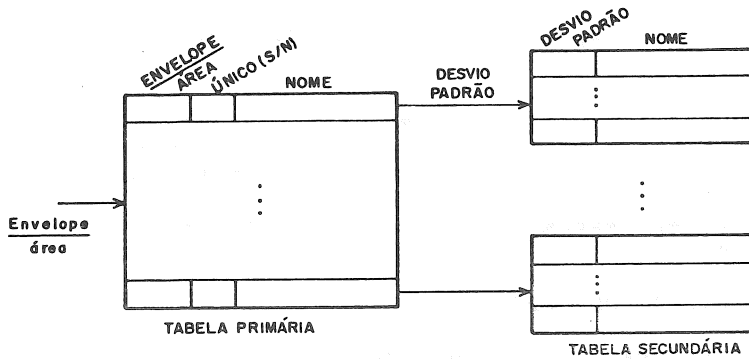 ENVELOPE
ÁREA
ÚNICO (S/N)
NOME
DESVIO
PADRÃO
DESVIO
PADRÃO
NOME
Envelope
área
TABELA PRIMÁRIA
TABELA SECUNDÁRIA